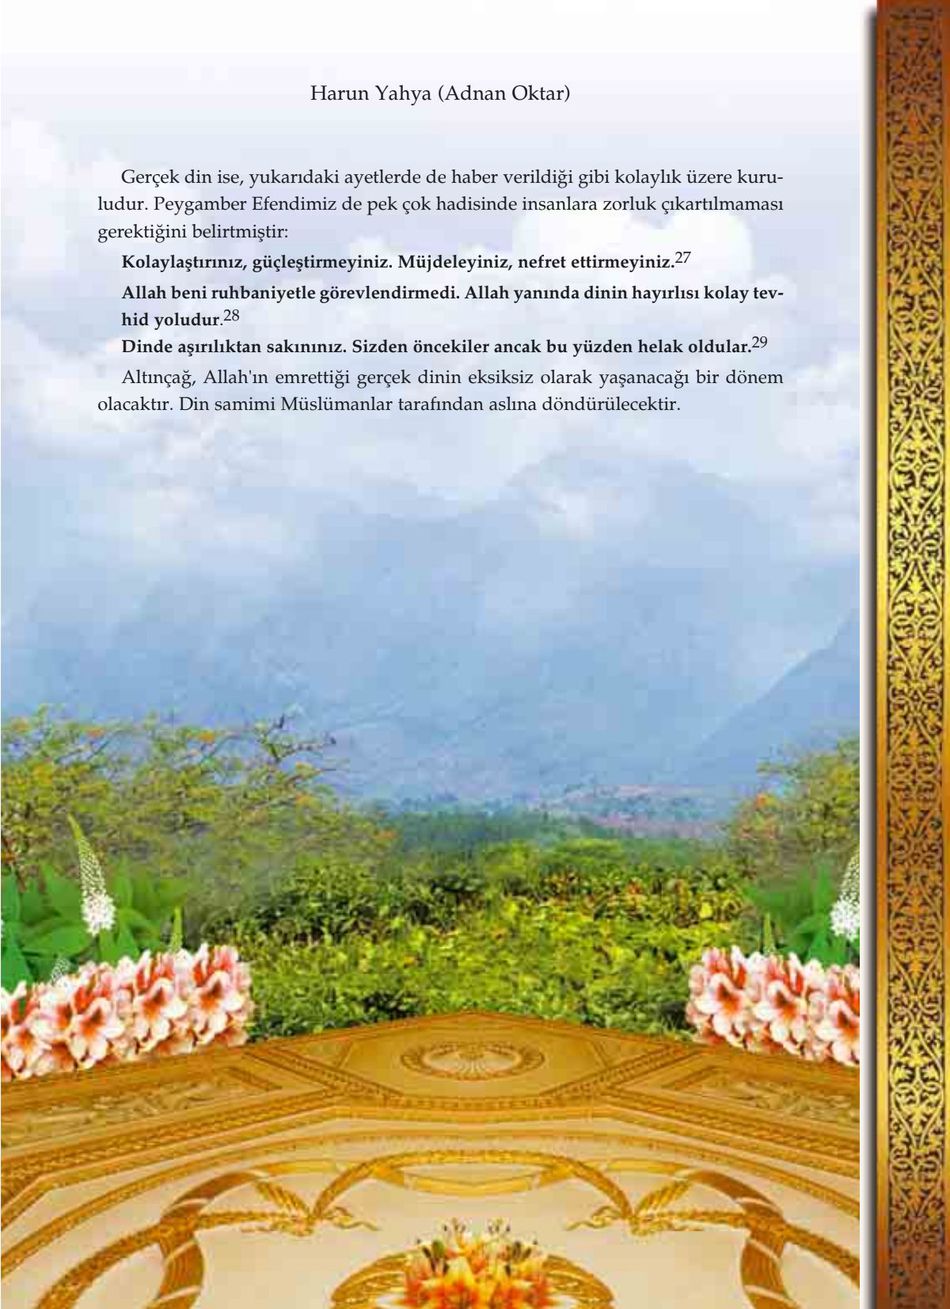 Harun Yahya (Adnan Oktar)
Gerçek din ise, yukarıdaki ayetlerde de haber verildiği gibi kolaylık üzere kuru-
ludur. Peygamber Efendimiz de pek çok hadisinde insanlara zorluk çıkartılmaması
gerektiğini belirtmiştir:
Kolaylaştırınız, güçleştirmeyiniz. Müjdeleyiniz, nefret ettirmeyiniz.27
Allah beni ruhbaniyetle görevlendirmedi. Allah yanında dinin hayırlısı kolay tev-
hid yoludur.28
Dinde aşırılıktan sakınınız. Sizden öncekiler ancak bu yüzden helak oldular.29
Altınçağ, Allah'ın emrettiği gerçek dinin eksiksiz olarak yaşanacağı bir dönem
olacaktır. Din samimi Müslümanlar tarafından aslına döndürülecektir.